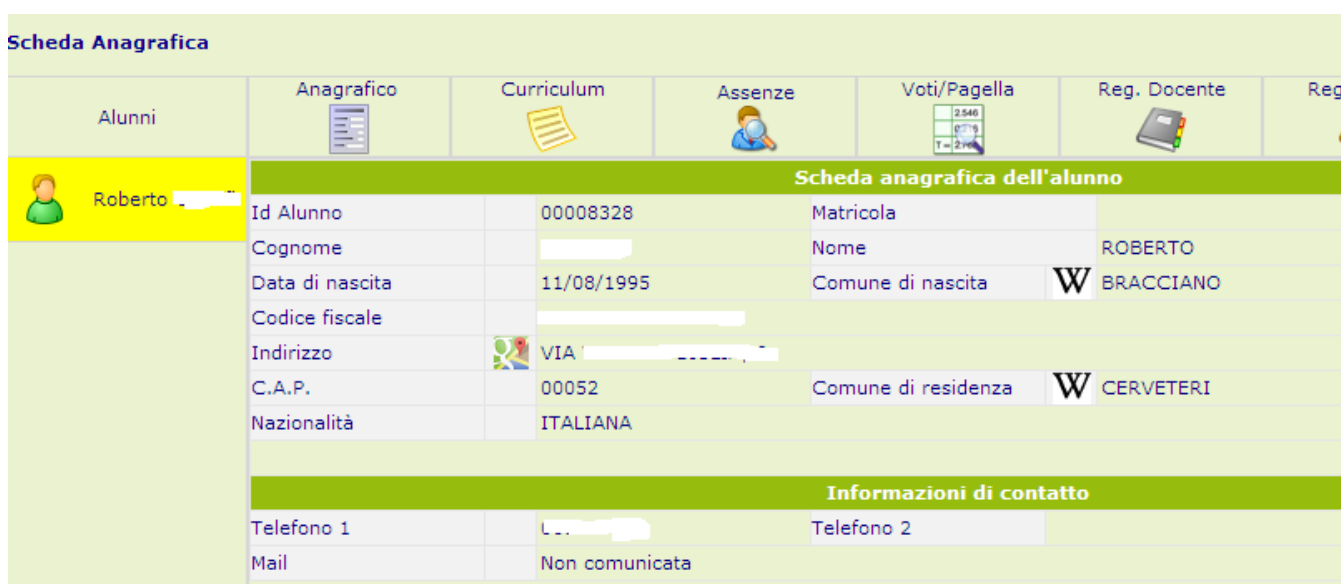 Scheda Anagrafica
Alunni Anagrafico Curriculum Assenze Voti/Pagella Reg. Docente Reg
Roberto
Scheda anagrafica dell'alunno
Id Alunno 00008328 Matricola
Cognome Nome ROBERTO
Data di nascita 11/08/1995 Comune di nascita W BRACCIANO
Codice fiscale
Indirizzo VIA
C.A.P. 00052 Comune di residenza W CERVETERI
Nazionalità ITALIANA
Informazioni di contatto
Telefono 1 Telefono 2
Mail Non comunicata